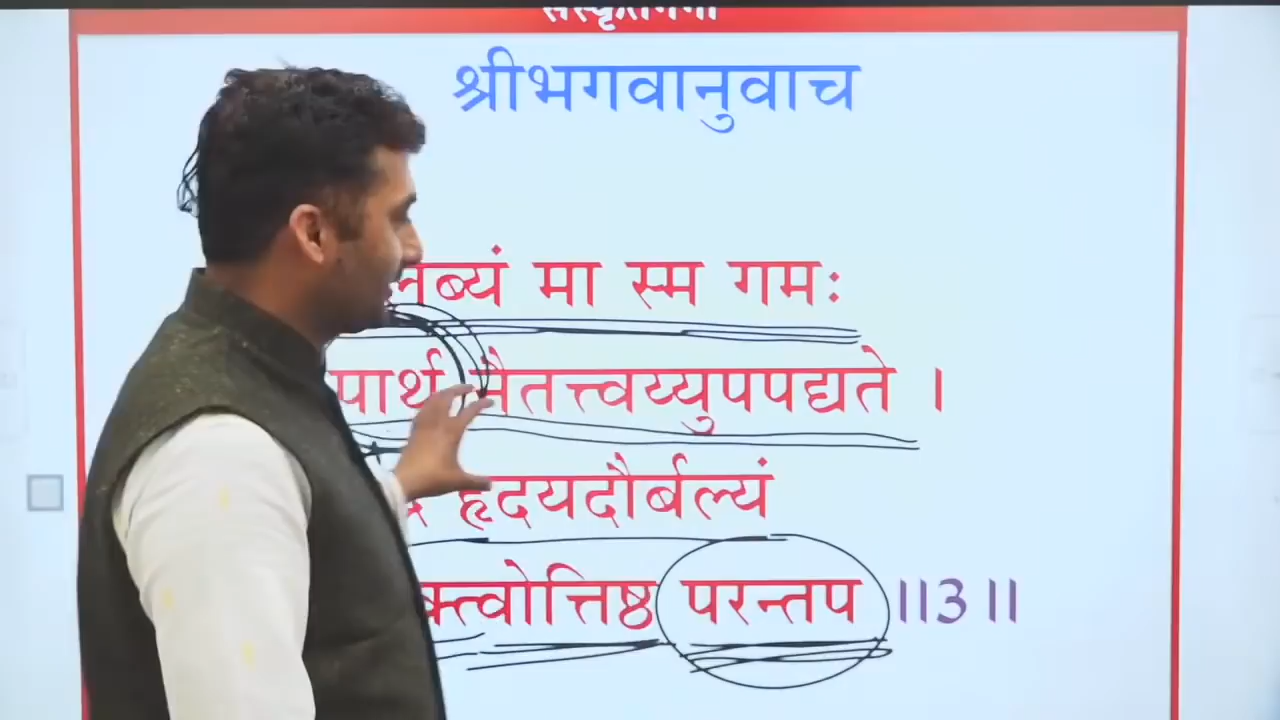 श्रीभगवानुवाच
मा स्म गमः
पार्थ नैतत्त्वय्युपपद्यते ।
हृदयदौर्बल्यं
परन्तप ॥3॥